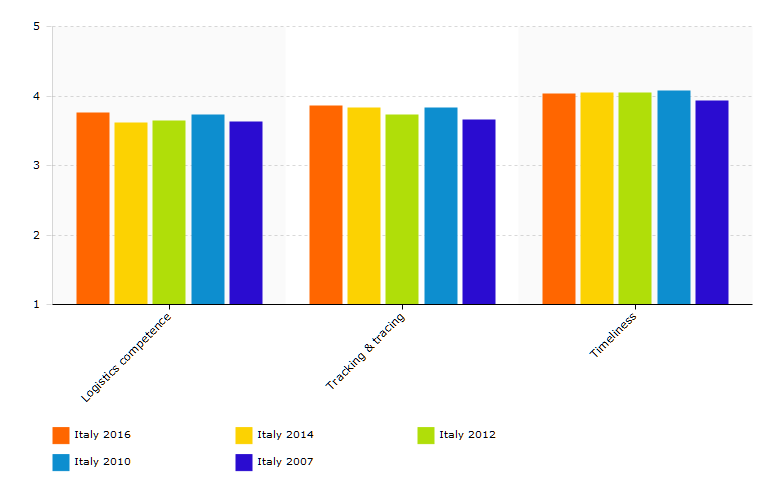 5
4
3
2
1
Logistics competence
Tracking & tracing
Timeliness
Italy 2016
Italy 2014
Italy 2012
Italy 2010
Italy 2007